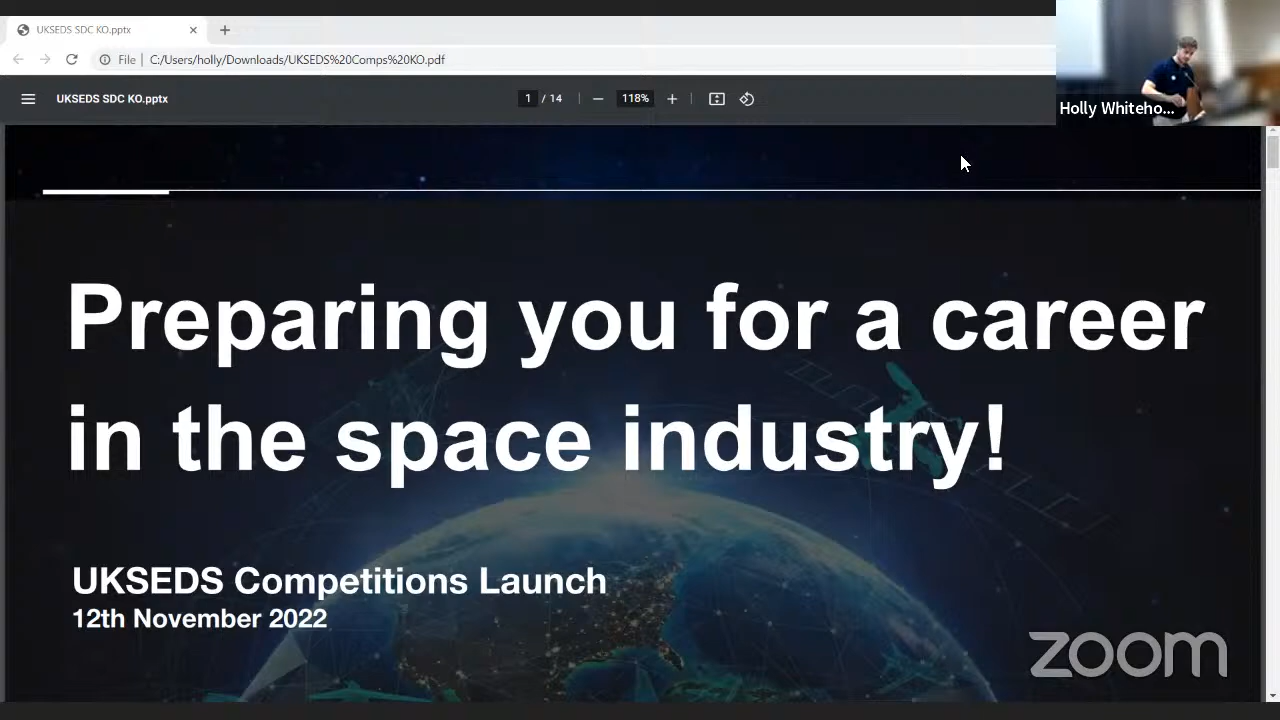 UKSEDS SDC KO.pptx
File
C:/Users/holly/Downloads/UKSEDS%20Comps%20KO.pdf
UKSEDS SDC KO.pptx
1 / 14
118%
Holly Whiteho...
Preparing you for a career
in the space industry!
UKSEDS Competitions Launch
12th November 2022
zoom